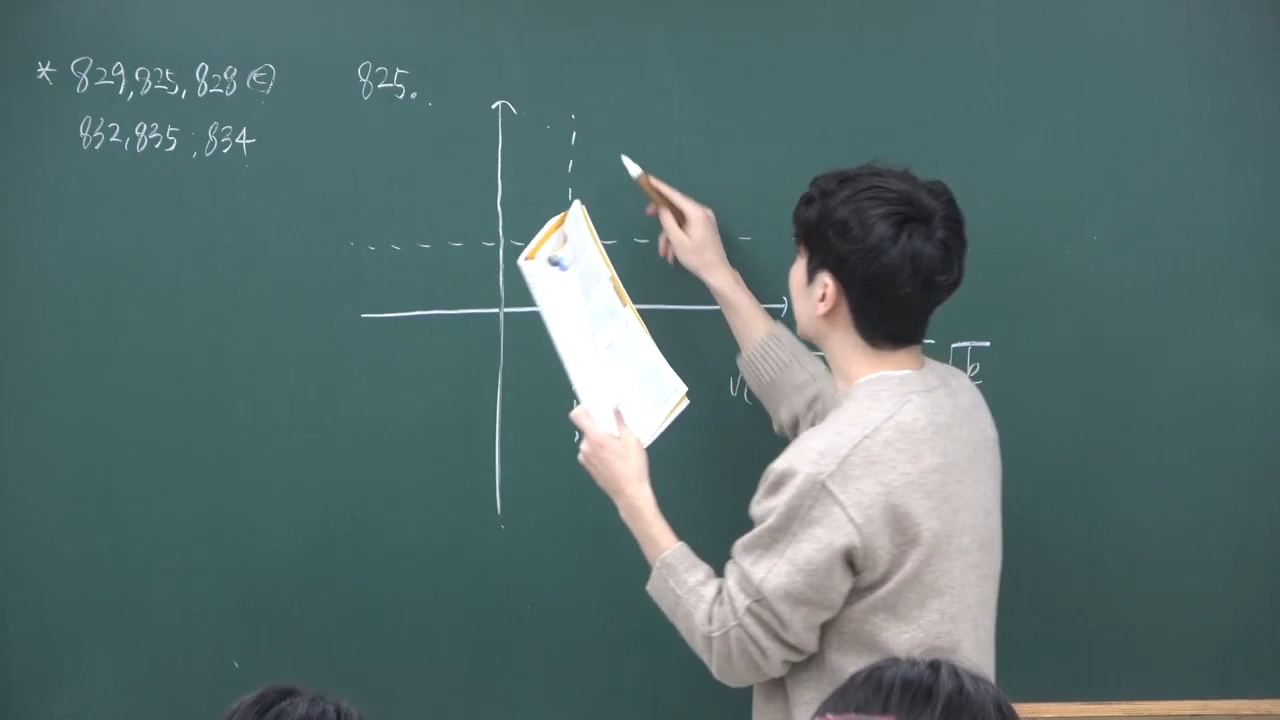 * 829, 825, 828 ㉢
832, 835, 834
825.
√k